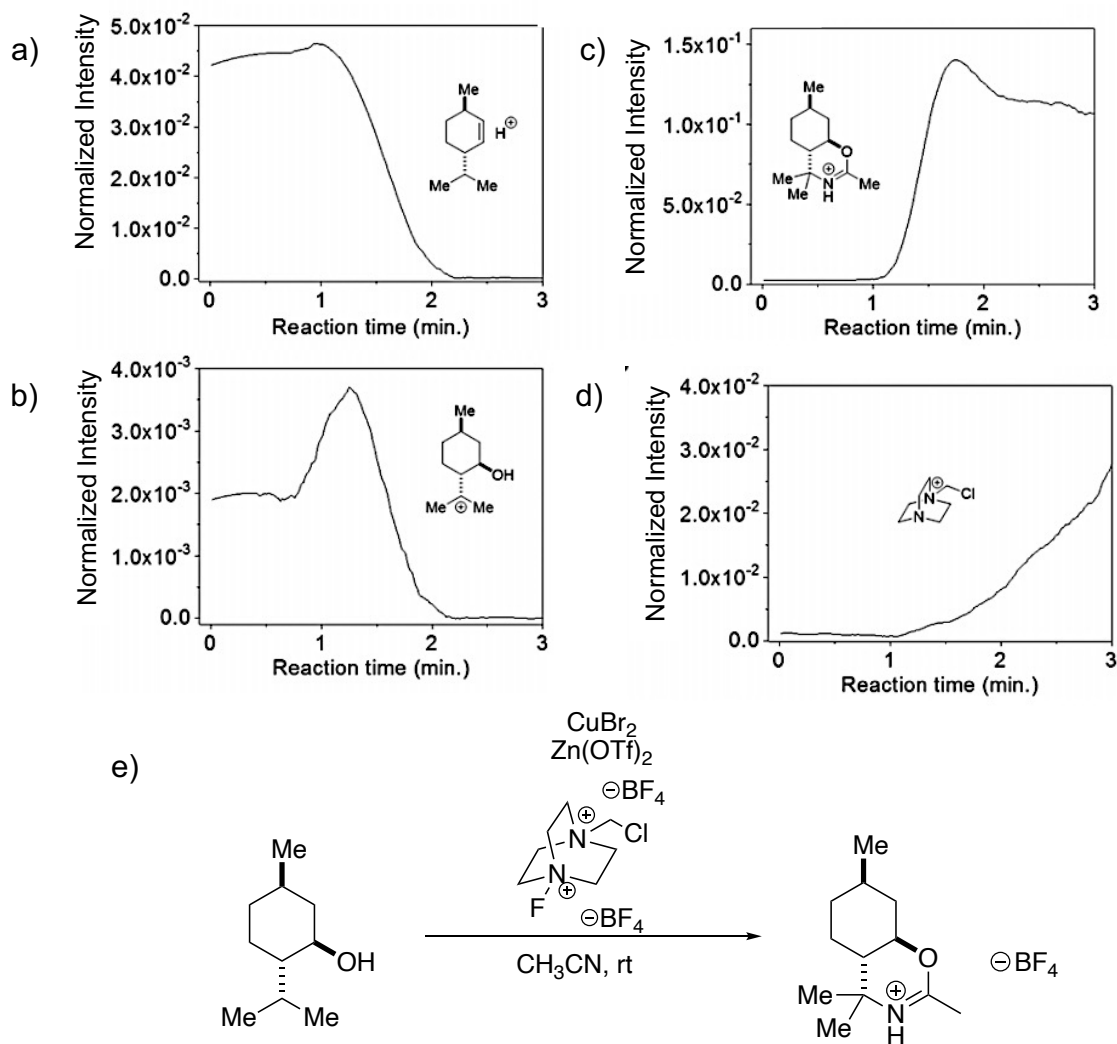 a)
Normalized Intensity
5.0x10⁻²
4.0x10⁻²
3.0x10⁻²
2.0x10⁻²
1.0x10⁻²
0.0
0 1 2 3
Reaction time (min.)
Me
H⊕
Me Me
c)
Normalized Intensity
1.5x10⁻¹
1.0x10⁻¹
5.0x10⁻²
0.0
0 1 2 3
Reaction time (min.)
Me
O
Me ⊕
Me N Me
H
b)
Normalized Intensity
4.0x10⁻³
3.0x10⁻³
2.0x10⁻³
1.0x10⁻³
0.0
0 1 2 3
Reaction time (min.)
Me
OH
Me ⊕ Me
d)
Normalized Intensity
4.0x10⁻²
3.0x10⁻²
2.0x10⁻²
1.0x10⁻²
0.0
0 1 2 3
Reaction time (min.)
⊕
N Cl
N
e)
CuBr₂
Zn(OTf)₂
⊖BF₄
⊕
N Cl
N⊕
F ⊖BF₄
CH₃CN, rt
Me
OH
Me Me
Me
O
⊖BF₄
Me ⊕
Me N
H